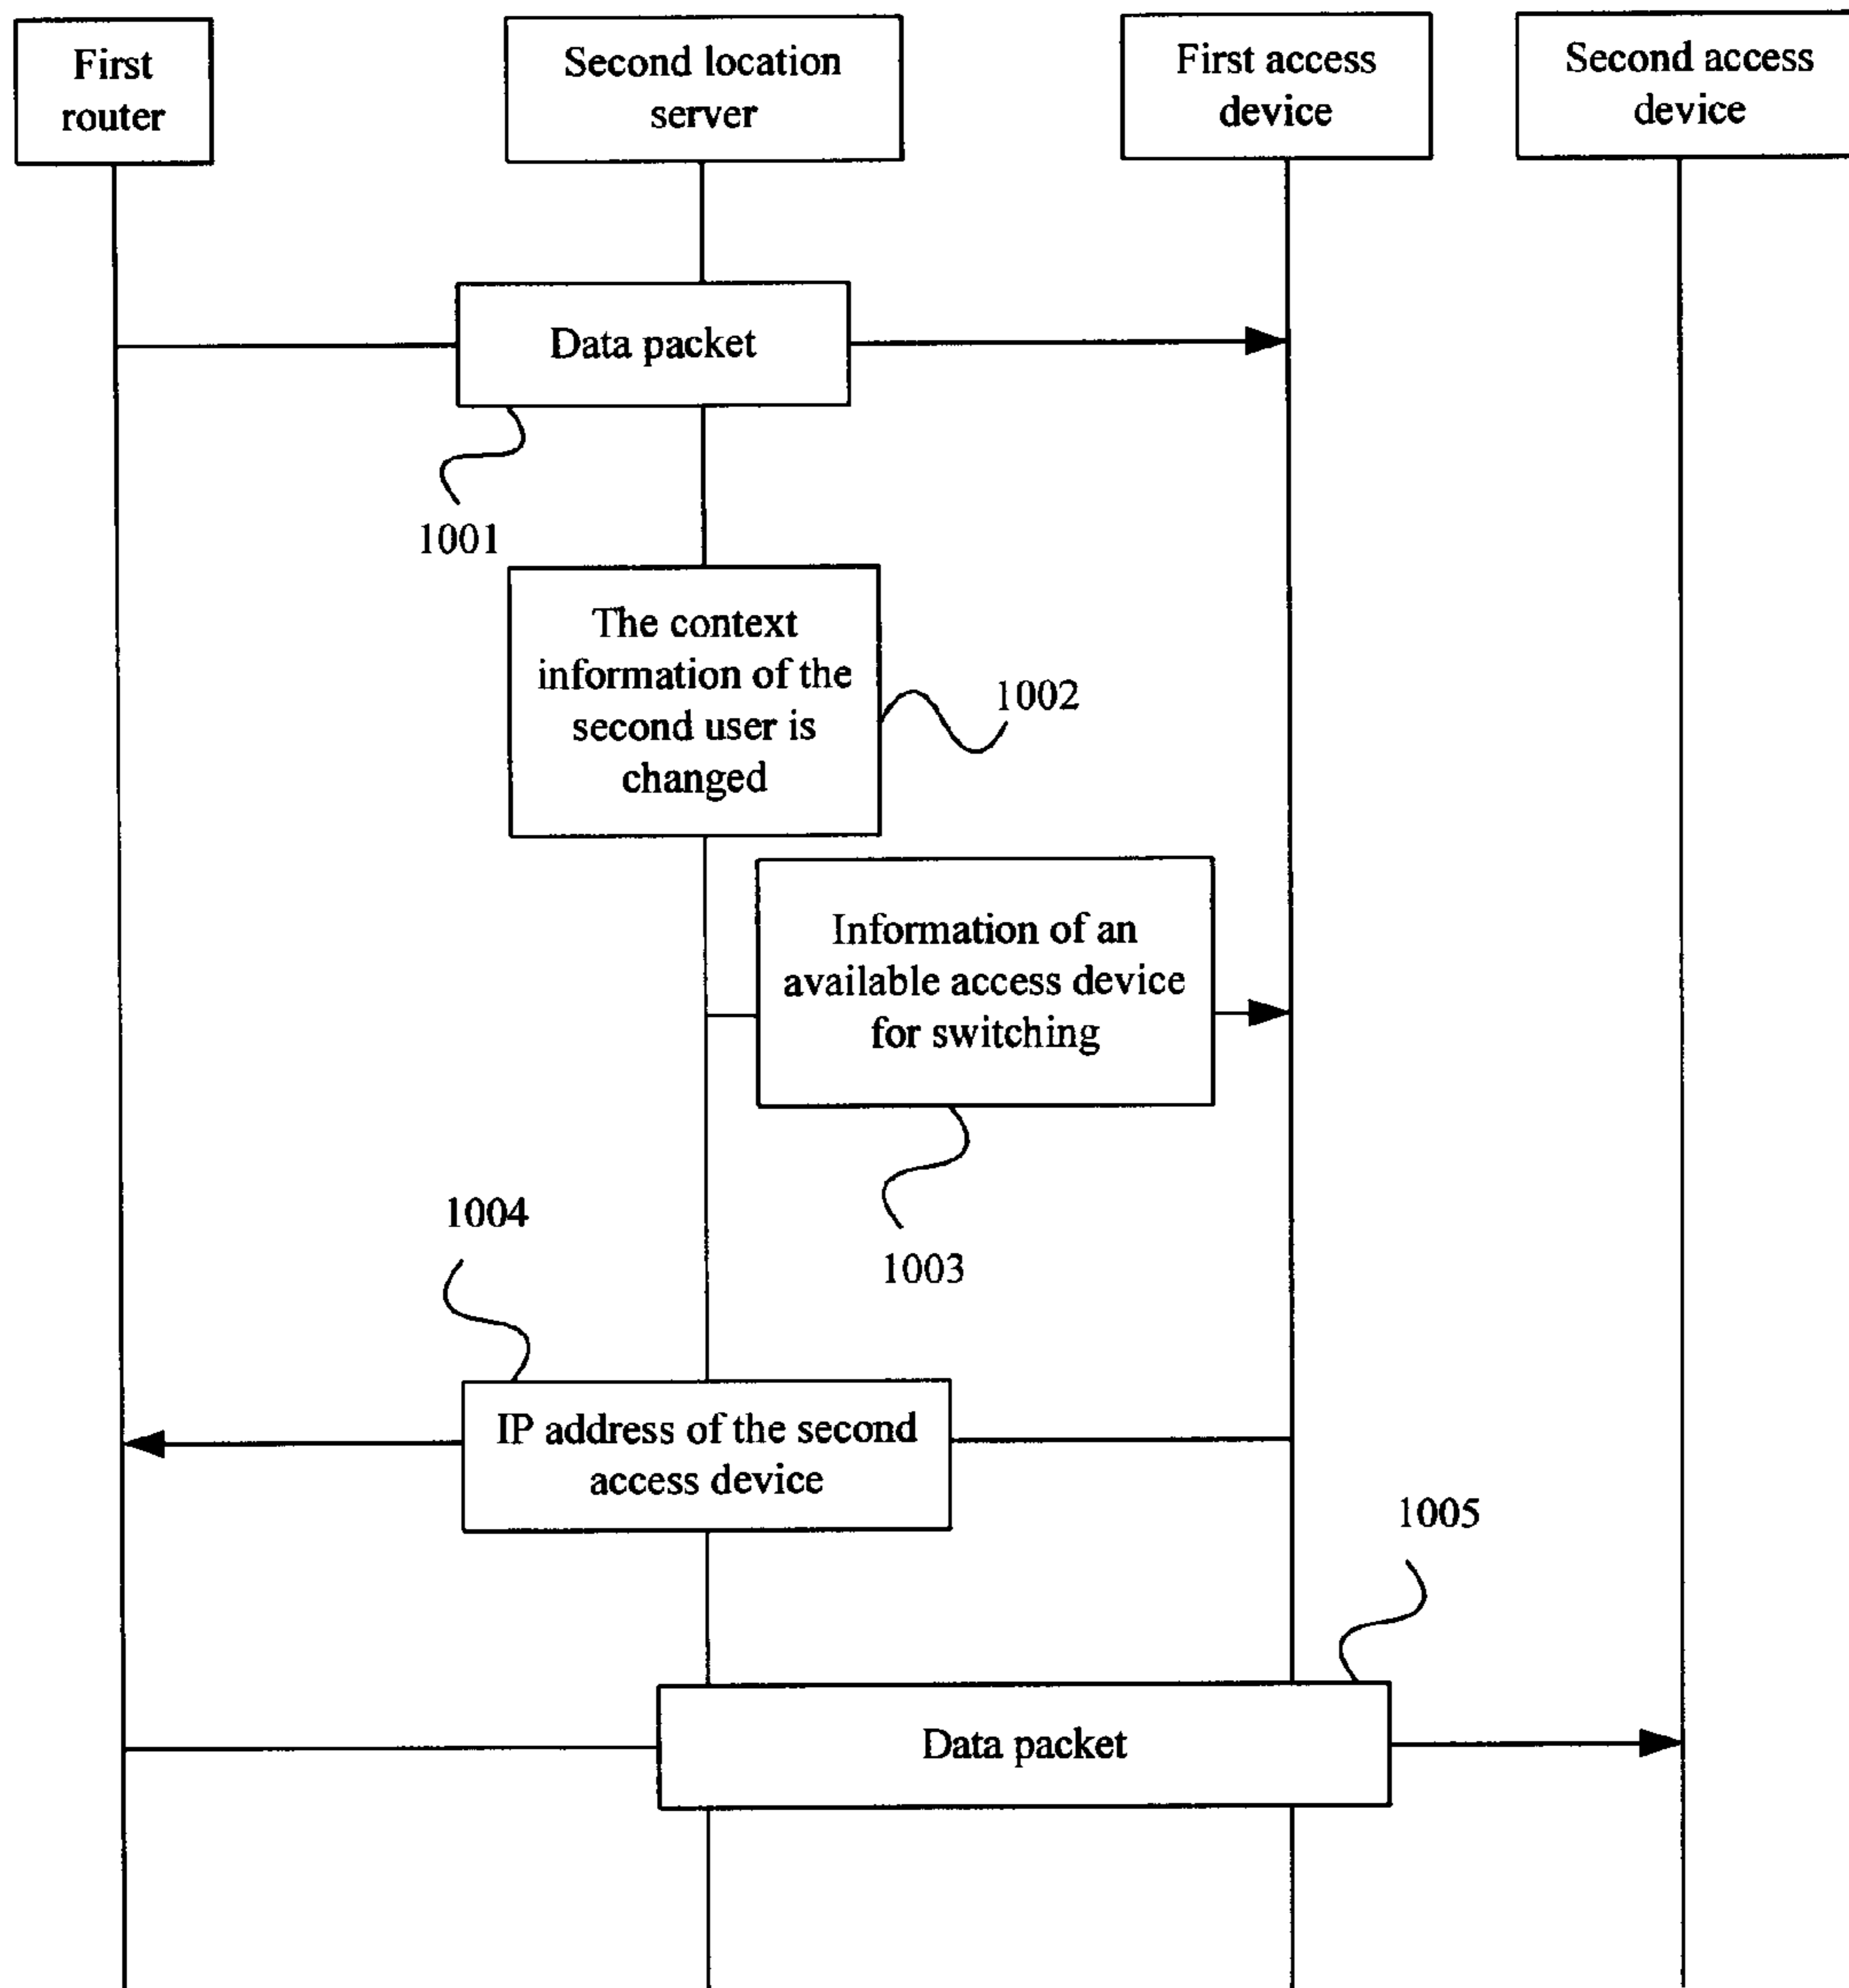 First
router
Second location
server
First access
device
Second access
device
Data packet
1001
The context
information of the
second user is
changed
1002
Information of an
available access device
for switching
1003
1004
IP address of the second
access device
1005
Data packet